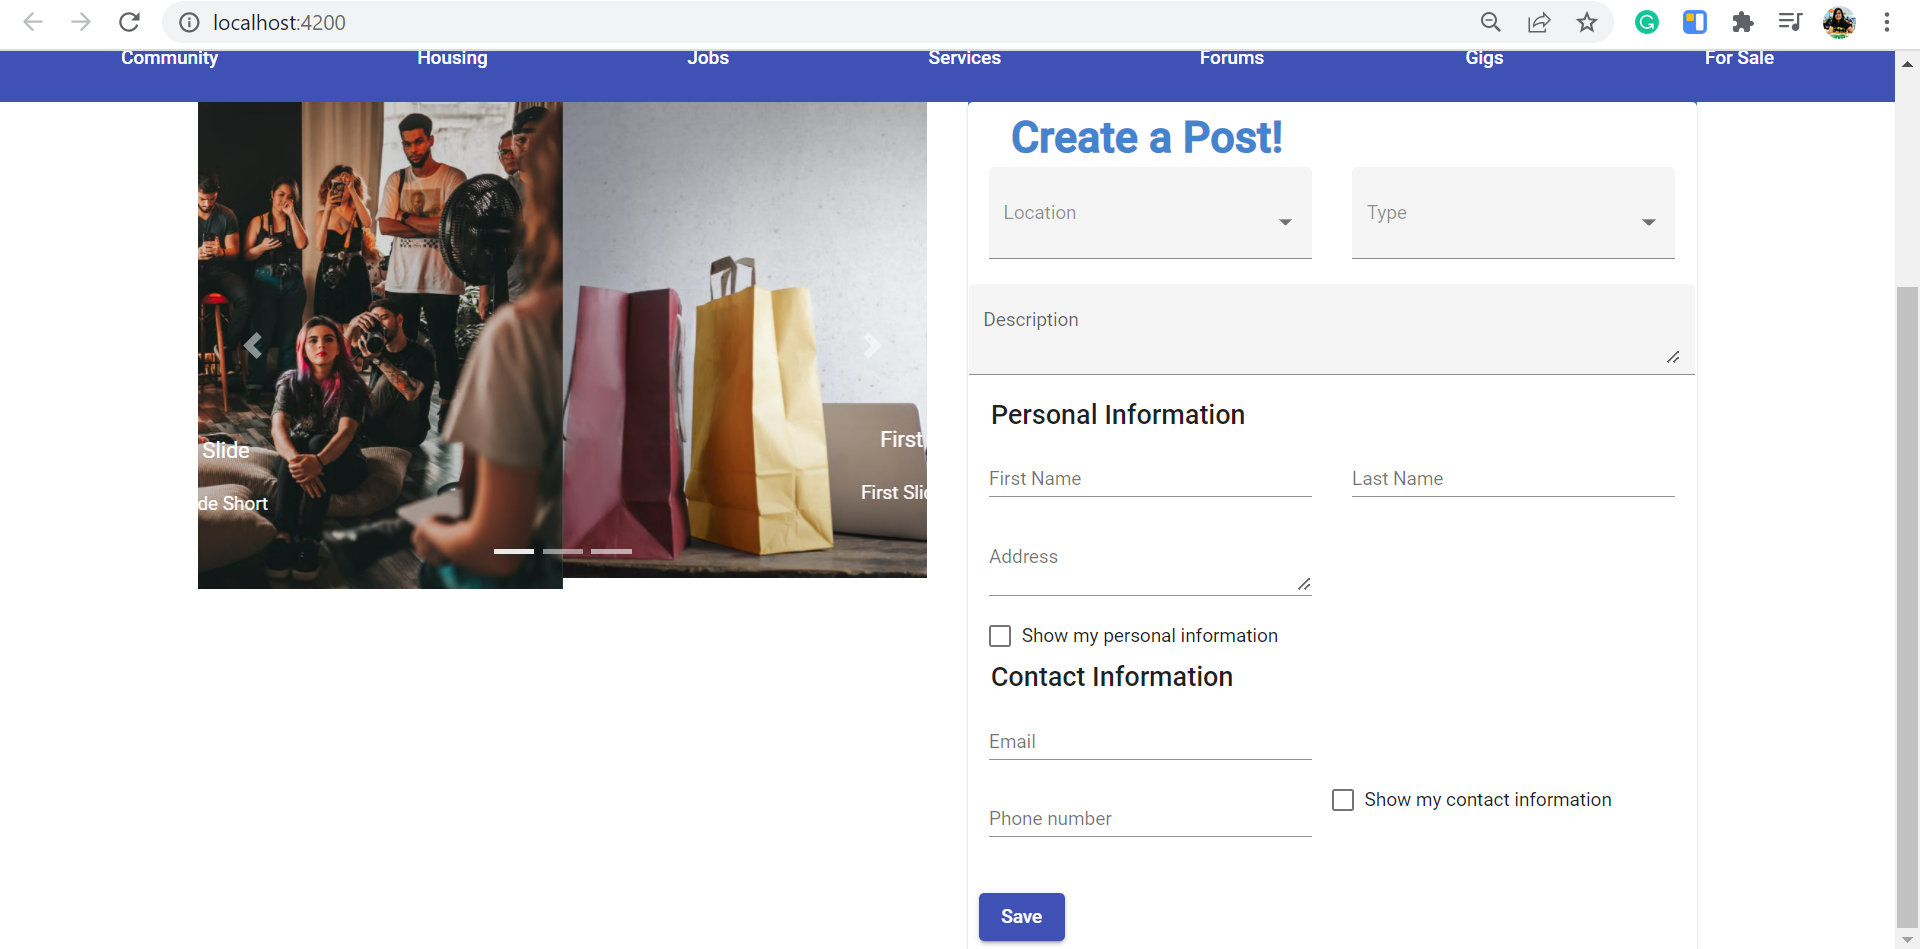 localhost:4200
Community Housing Jobs Services Forums Gigs For Sale
Create a Post!
Location Type
Description
Personal Information
First Name Last Name
Address
Show my personal information
Contact Information
Email
Show my contact information
Phone number
Save
Slide
de Short
First
First Slid